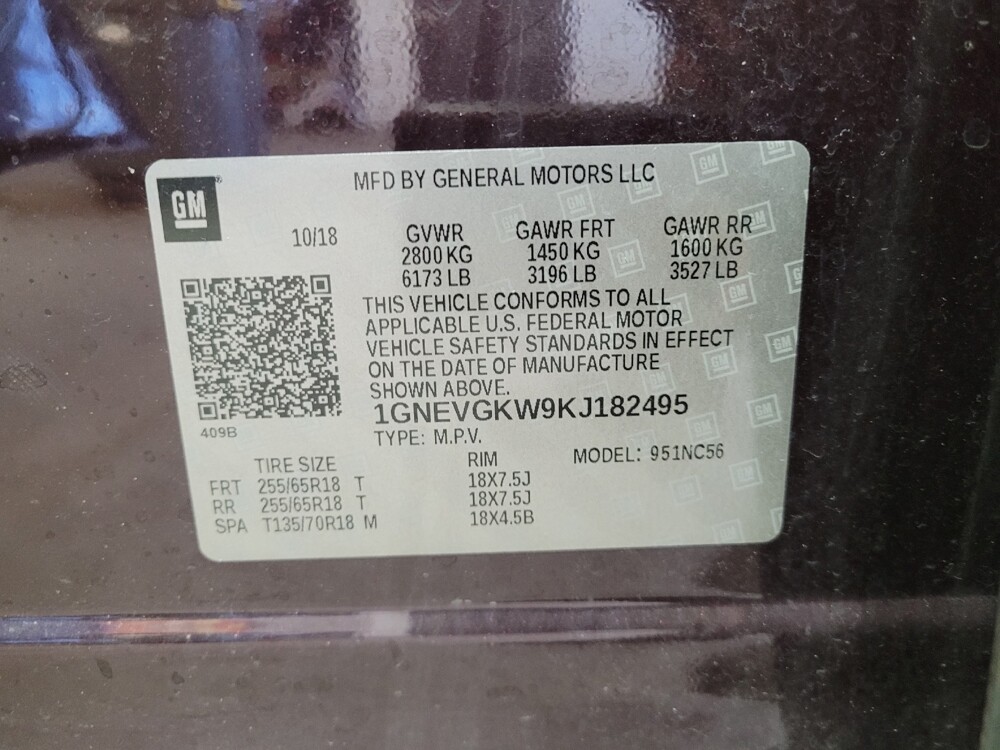 GM
MFD BY GENERAL MOTORS LLC
10/18
GVWR GAWR FRT GAWR RR
2800 KG 1450 KG 1600 KG
6173 LB 3196 LB 3527 LB
THIS VEHICLE CONFORMS TO ALL
APPLICABLE U.S. FEDERAL MOTOR
VEHICLE SAFETY STANDARDS IN EFFECT
ON THE DATE OF MANUFACTURE
SHOWN ABOVE.
1GNEVGKW9KJ182495
409B
TYPE: M.P.V.
MODEL: 951NC56
TIRE SIZE RIM
FRT 255/65R18 T 18X7.5J
RR 255/65R18 T 18X7.5J
SPA T135/70R18 M 18X4.5B